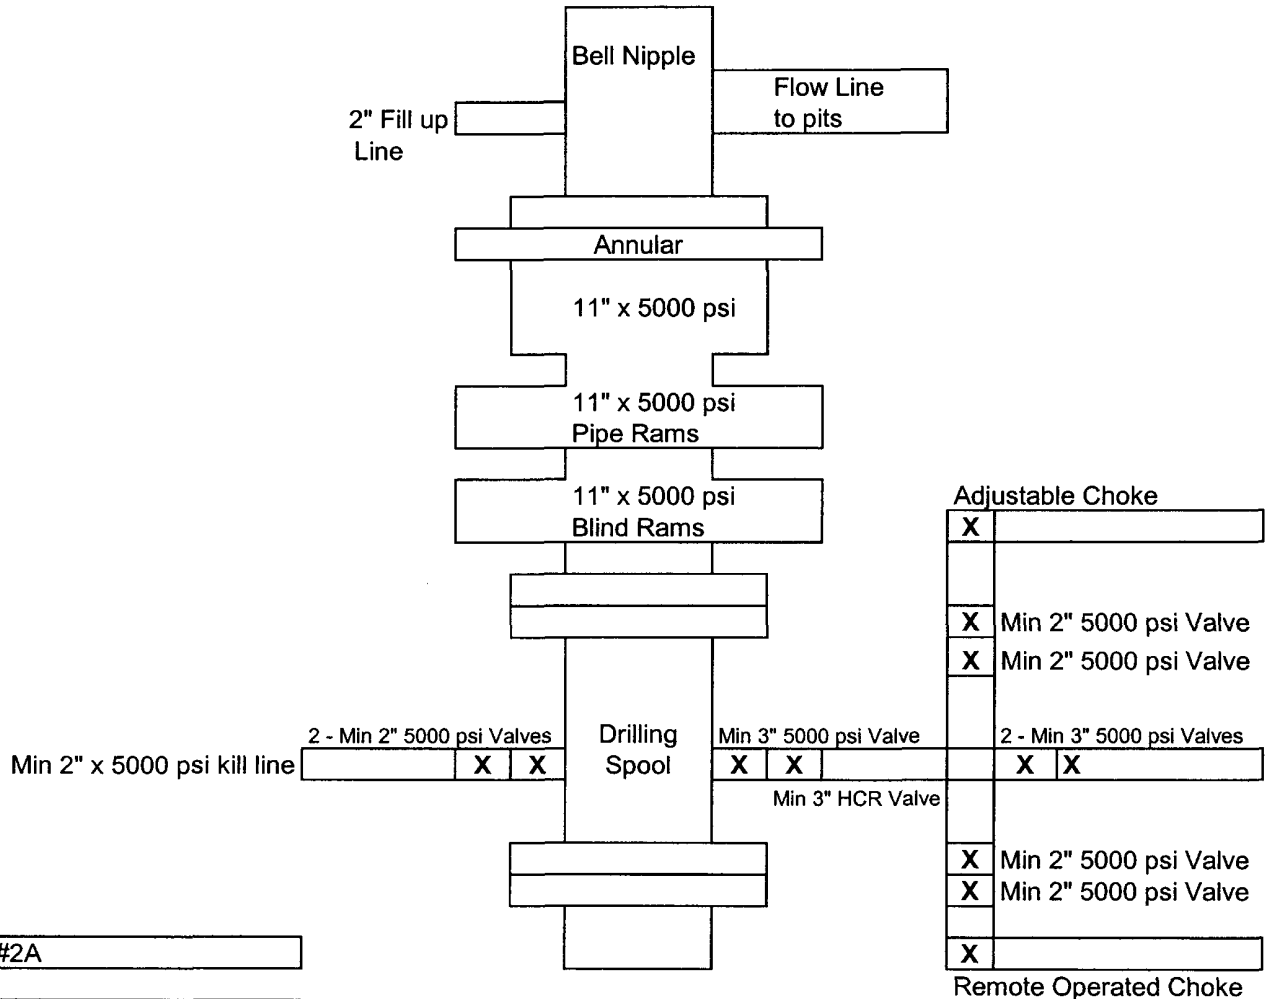 Bell Nipple
Flow Line
to pits
2" Fill up
Line
Annular
11" x 5000 psi
11" x 5000 psi
Pipe Rams
11" x 5000 psi
Blind Rams
Adjustable Choke
X
X Min 2" 5000 psi Valve
X Min 2" 5000 psi Valve
2 - Min 2" 5000 psi Valves
Drilling
Spool
Min 3" 5000 psi Valve
2 - Min 3" 5000 psi Valves
Min 2" x 5000 psi kill line
X X
X X
X X
Min 3" HCR Valve
X Min 2" 5000 psi Valve
X Min 2" 5000 psi Valve
#2A
X
Remote Operated Choke